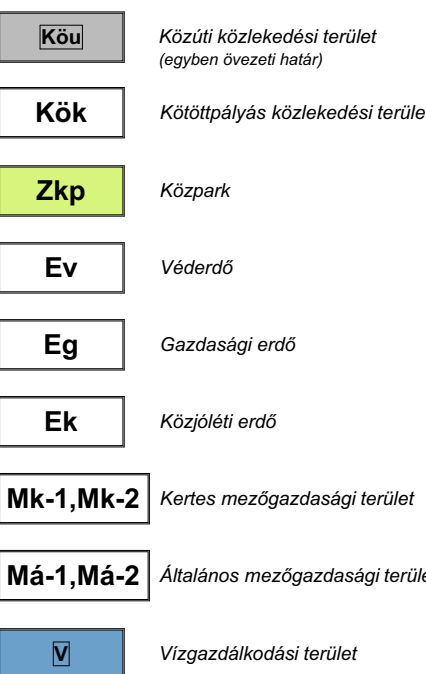 Köu Közúti közlekedési terület
(egyben övezeti határ)
Kök Kötöttpályás közlekedési terüle
Zkp Közpark
Ev Véderdő
Eg Gazdasági erdő
Ek Közjóléti erdő
Mk-1,Mk-2 Kertes mezőgazdasági terület
Má-1,Má-2 Általános mezőgazdasági terüle
V Vízgazdálkodási terület